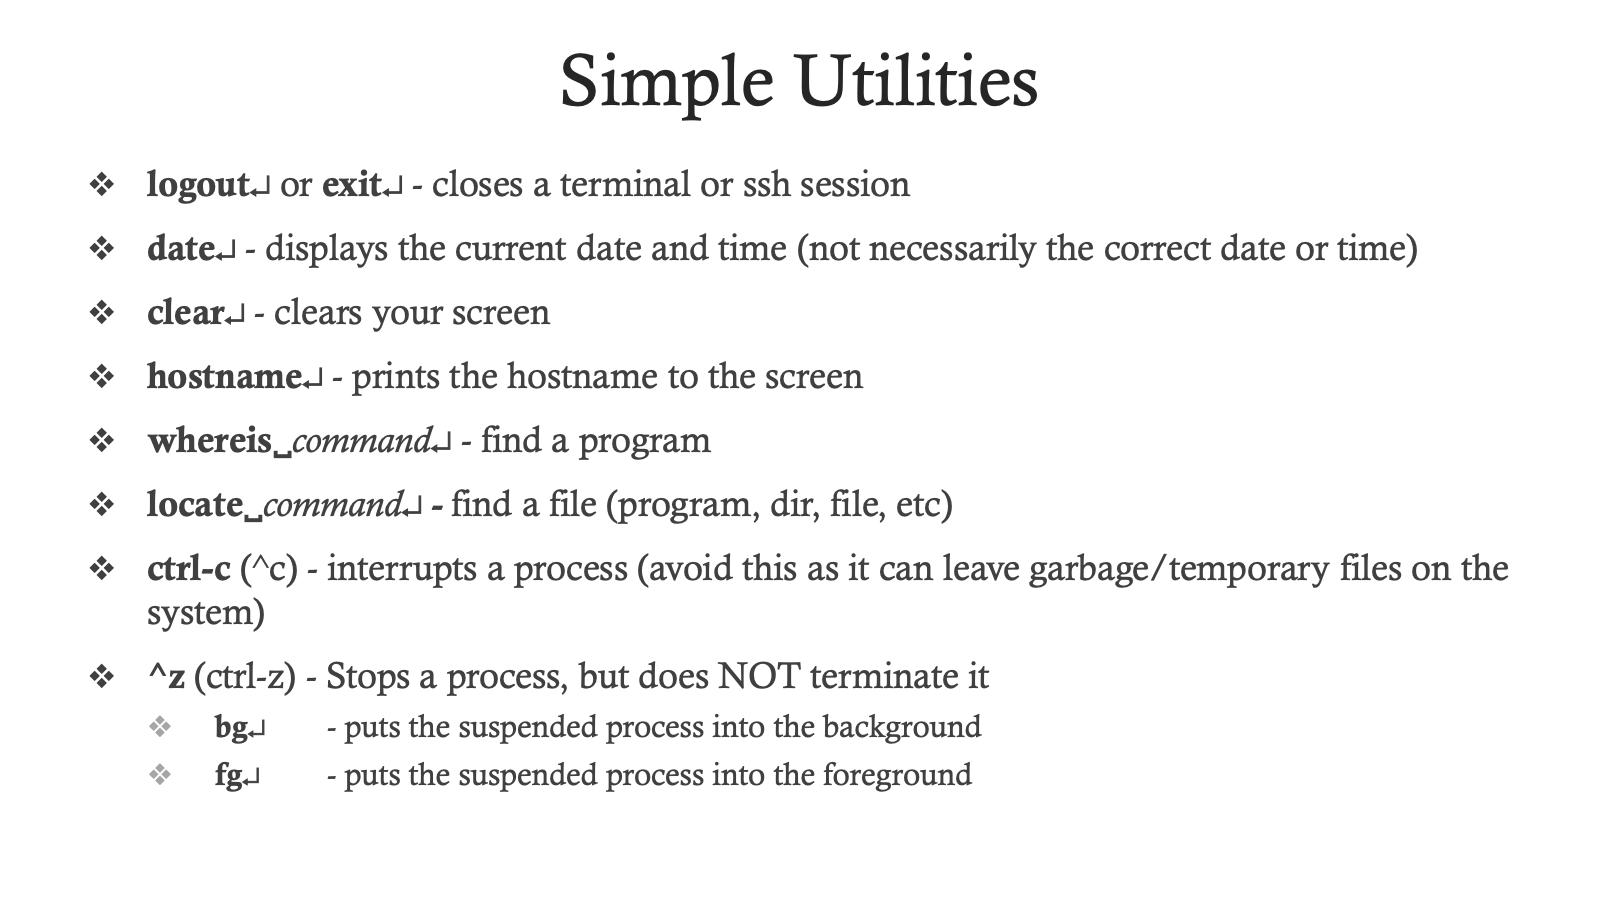 Simple Utilities
❖ logout↵ or exit↵ - closes a terminal or ssh session
❖ date↵ - displays the current date and time (not necessarily the correct date or time)
❖ clear↵ - clears your screen
❖ hostname↵ - prints the hostname to the screen
❖ whereis␣command↵ - find a program
❖ locate␣command↵ - find a file (program, dir, file, etc)
❖ ctrl-c (^c) - interrupts a process (avoid this as it can leave garbage/temporary files on the
system)
❖ ^z (ctrl-z) - Stops a process, but does NOT terminate it
❖ bg↵ - puts the suspended process into the background
❖ fg↵ - puts the suspended process into the foreground